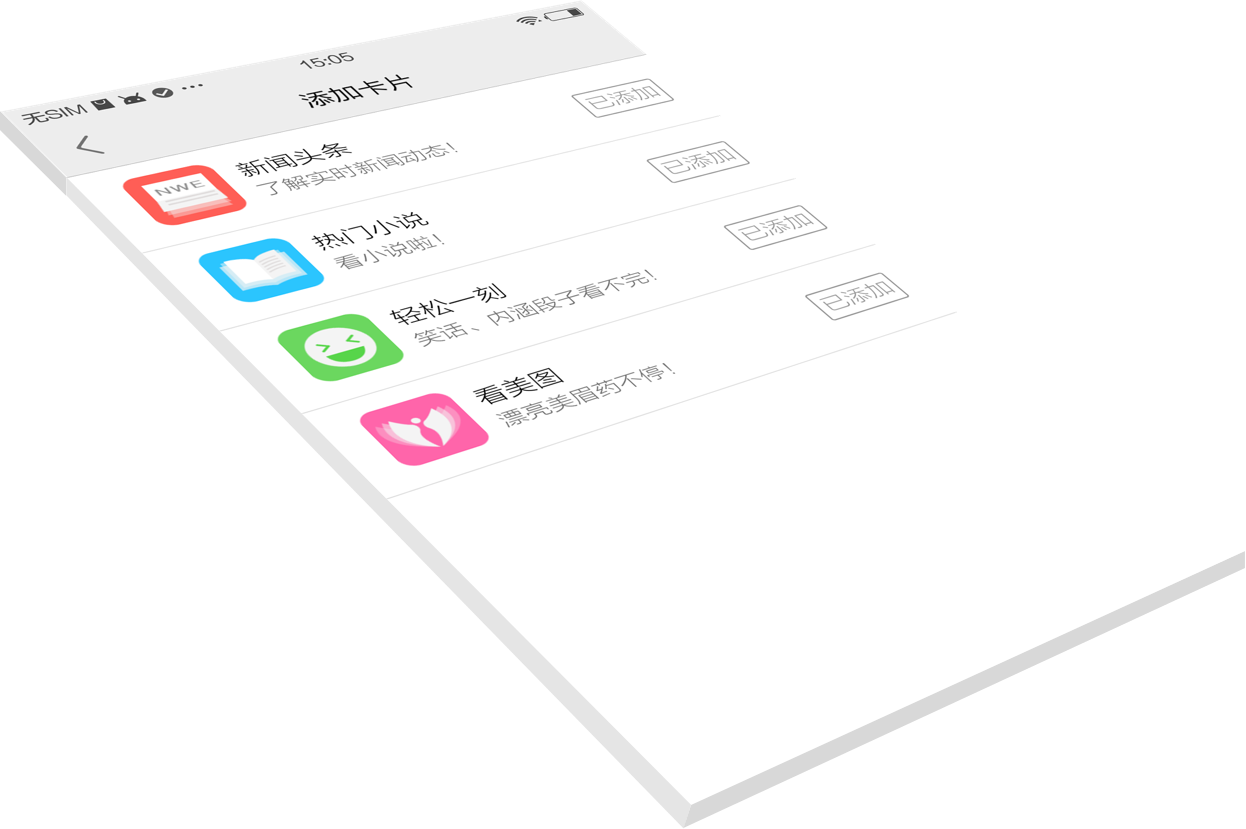 无SIM
15:05
添加卡片
新闻头条
了解实时新闻动态!
已添加
NWE
热门小说
看小说啦!
已添加
轻松一刻
笑话、内涵段子看不完!
已添加
看美图
漂亮美眉药不停!
已添加